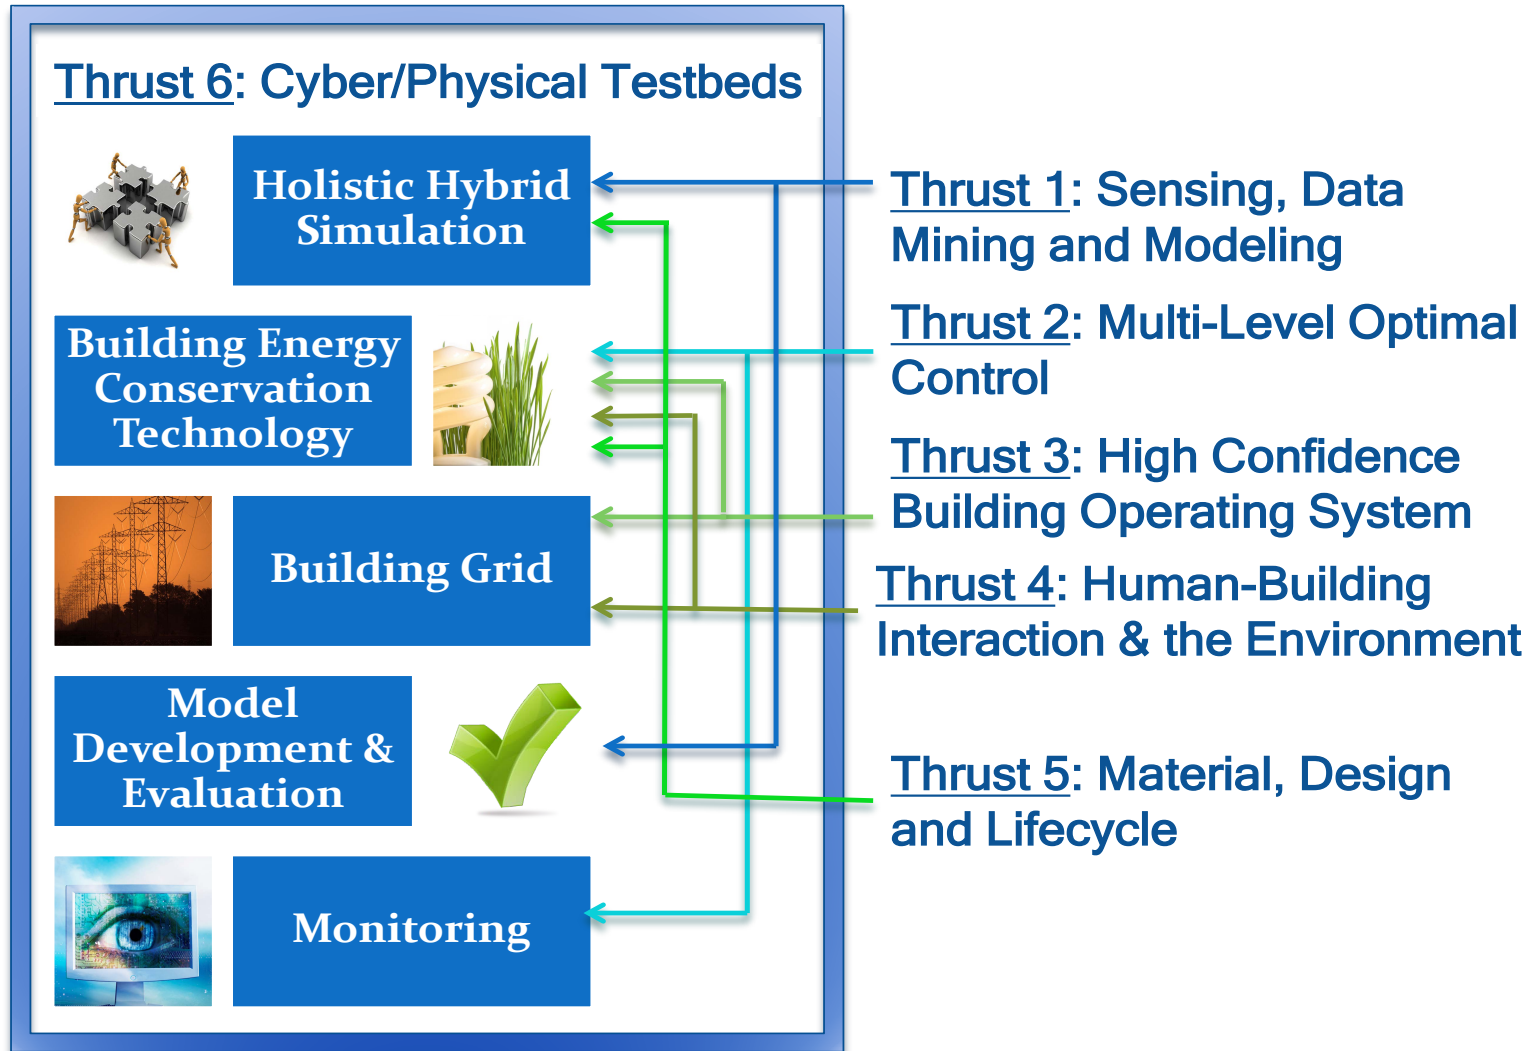 Thrust 6: Cyber/Physical Testbeds
Holistic Hybrid
Simulation
Building Energy
Conservation
Technology
Building Grid
Model
Development &
Evaluation
Monitoring
Thrust 1: Sensing, Data
Mining and Modeling
Thrust 2: Multi-Level Optimal
Control
Thrust 3: High Confidence
Building Operating System
Thrust 4: Human-Building
Interaction & the Environment
Thrust 5: Material, Design
and Lifecycle